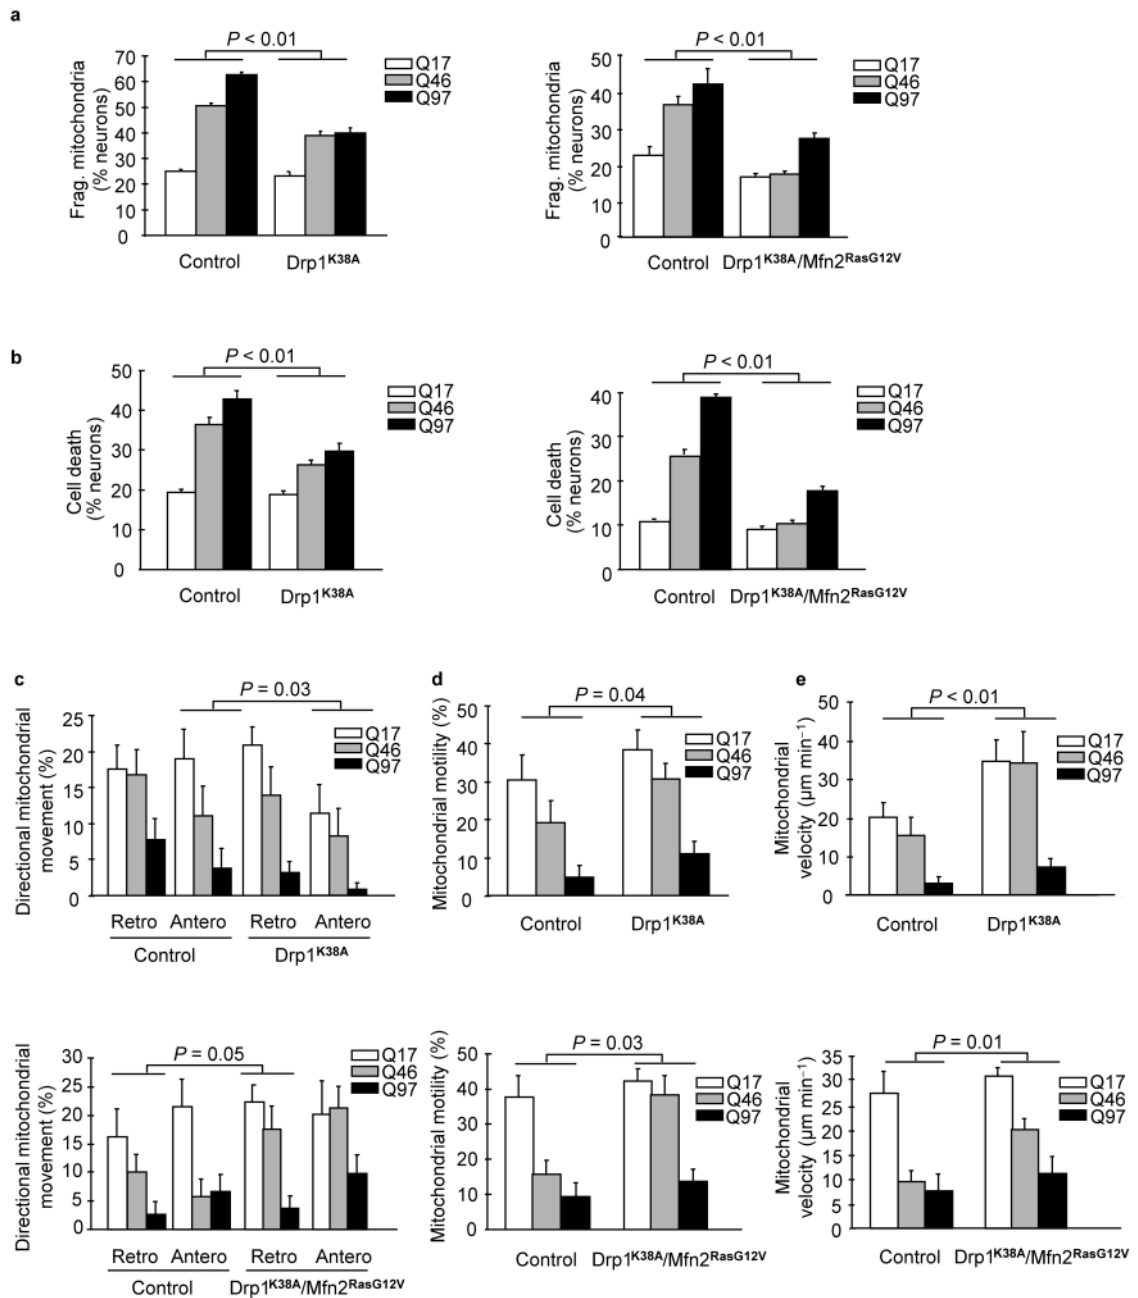 a
P < 0.01
70
60
50
40
30
20
10
0
Frag. mitochondria
(% neurons)
Q17
Q46
Q97
Control
Drp1K38A
P < 0.01
50
40
30
20
10
0
Frag. mitochondria
(% neurons)
Q17
Q46
Q97
Control
Drp1K38A/Mfn2RasG12V
b
P < 0.01
50
40
30
20
10
0
Cell death
(% neurons)
Q17
Q46
Q97
Control
Drp1K38A
P < 0.01
40
30
20
10
0
Cell death
(% neurons)
Q17
Q46
Q97
Control
Drp1K38A/Mfn2RasG12V
c
P = 0.03
25
20
15
10
5
0
Directional mitochondrial
movement (%)
Q17
Q46
Q97
Retro Antero Retro Antero
Control Drp1K38A
d
P = 0.04
50
40
30
20
10
0
Mitochondrial motility (%)
Q17
Q46
Q97
Control
Drp1K38A
e
P < 0.01
50
40
30
20
10
0
Mitochondrial
velocity (µm min−1)
Q17
Q46
Q97
Control
Drp1K38A
P = 0.05
30
25
20
15
10
5
0
Directional mitochondrial
movement (%)
Q17
Q46
Q97
Retro Antero Retro Antero
Control Drp1K38A/Mfn2RasG12V
P = 0.03
50
40
30
20
10
0
Mitochondrial motility (%)
Q17
Q46
Q97
Control
Drp1K38A/Mfn2RasG12V
P = 0.01
35
30
25
20
15
10
5
0
Mitochondrial
velocity (µm min−1)
Q17
Q46
Q97
Control
Drp1K38A/Mfn2RasG12V